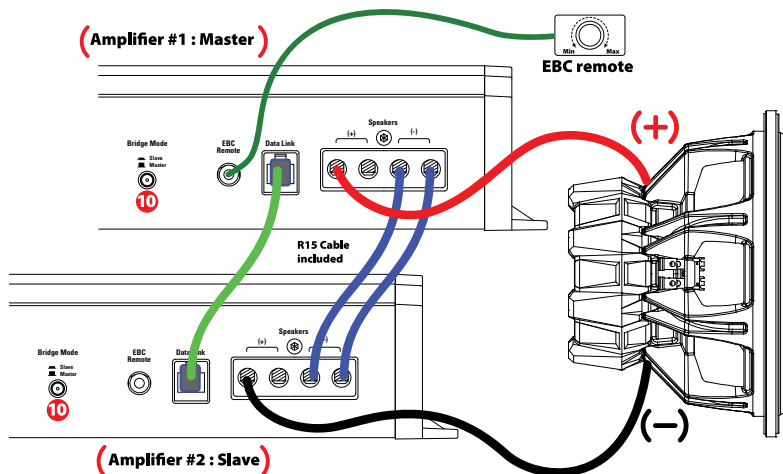 (Amplifier #1 : Master)
Min Max
EBC remote
Bridge Mode
Slave
Master
10
EBC
Remote
Data Link
Speakers
(+) (-)
(+)
R15 Cable
included
Bridge Mode
Slave
Master
10
EBC
Remote
Data Link
Speakers
(+) (-)
(-)
(Amplifier #2 : Slave)